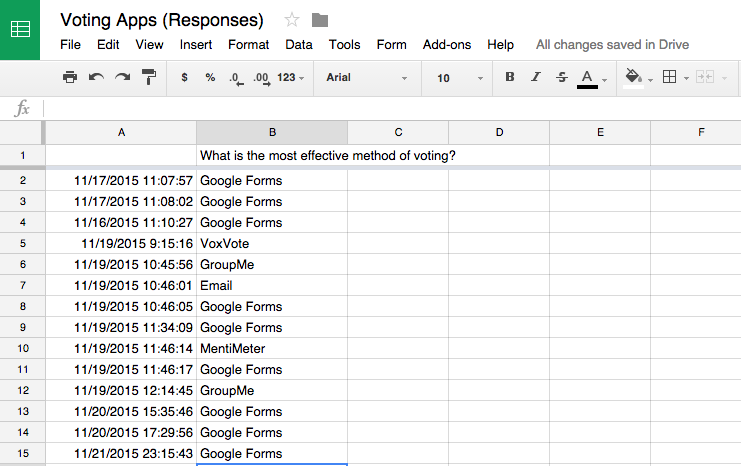 Voting Apps (Responses)
File Edit View Insert Format Data Tools Form Add-ons Help All changes saved in Drive
$ % .0 .00 123 Arial 10 B I S A
fx
A B C D E F
1 What is the most effective method of voting?
2 11/17/2015 11:07:57 Google Forms
3 11/17/2015 11:08:02 Google Forms
4 11/16/2015 11:10:27 Google Forms
5 11/19/2015 9:15:16 VoxVote
6 11/19/2015 10:45:56 GroupMe
7 11/19/2015 10:46:01 Email
8 11/19/2015 10:46:05 Google Forms
9 11/19/2015 11:34:09 Google Forms
10 11/19/2015 11:46:14 MentiMeter
11 11/19/2015 11:46:17 Google Forms
12 11/19/2015 12:14:45 GroupMe
13 11/20/2015 15:35:46 Google Forms
14 11/20/2015 17:29:56 Google Forms
15 11/21/2015 23:15:43 Google Forms